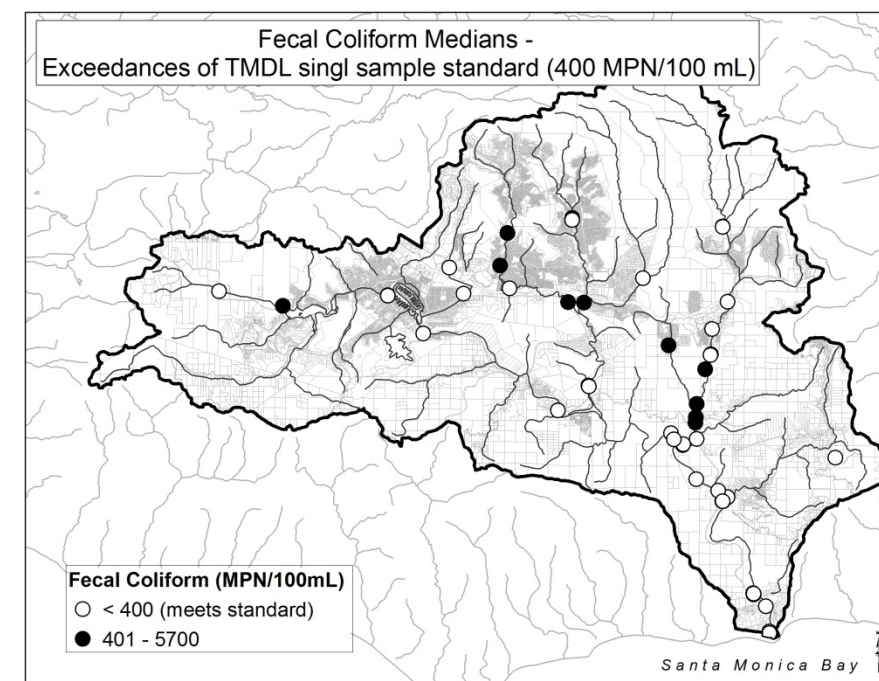 Fecal Coliform Medians -
Exceedances of TMDL singl sample standard (400 MPN/100 mL)
Fecal Coliform (MPN/100mL)
< 400 (meets standard)
401 - 5700
Santa Monica Bay